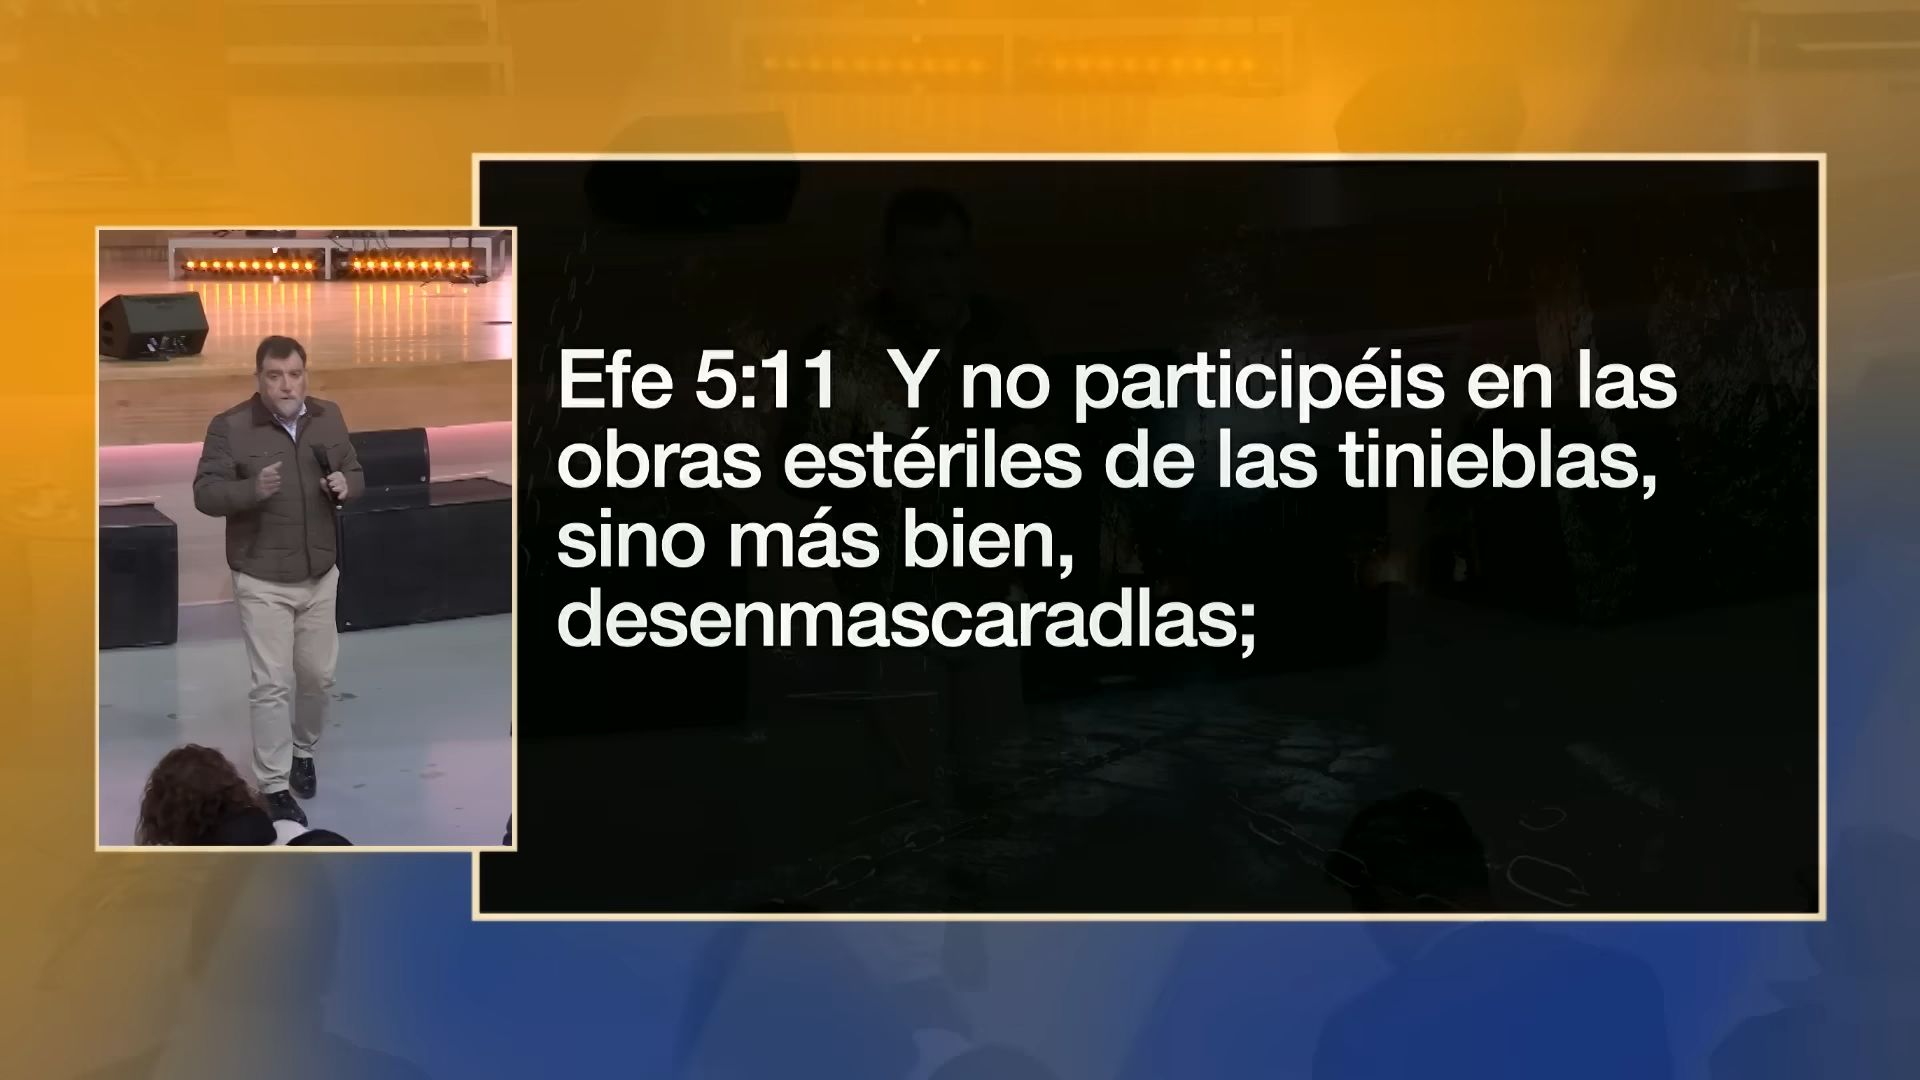 Efe 5:11  Y no participéis en las
obras estériles de las tinieblas,
sino más bien,
desenmascaradlas;